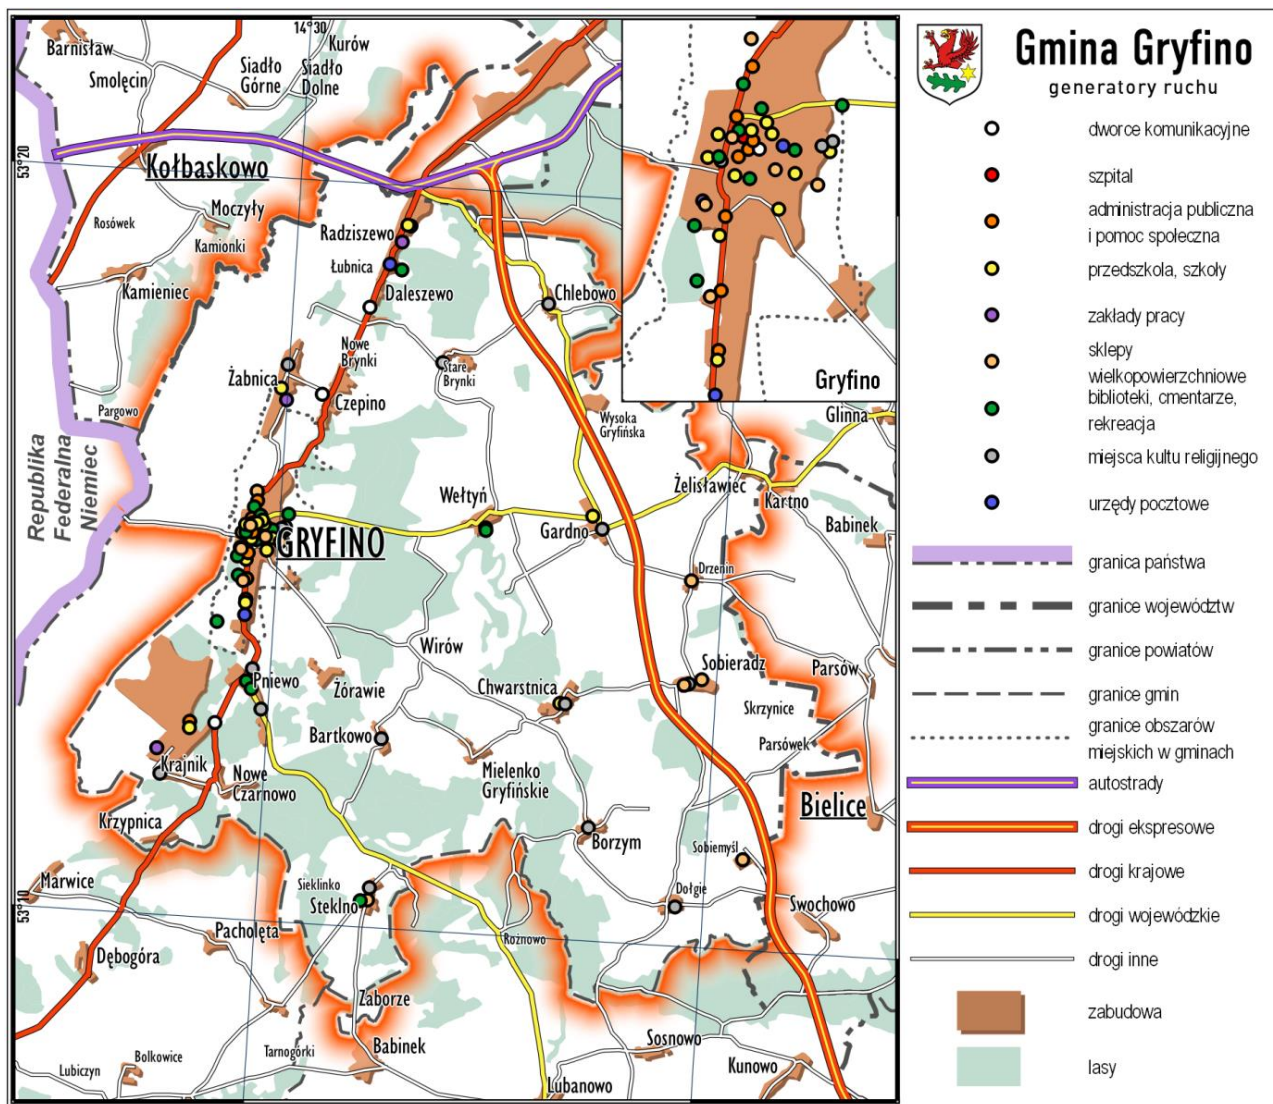 14°30
53°20
53°10
Barnisław
Smolęcin
Siadło
Górne
Kurów
Siadło
Dolne
Kołbaskowo
Rosówek
Moczyły
Kamionki
Kamieniec
Pargowo
Republika
Federalna
Niemiec
Radziszewo
Łubnica
Daleszewo
Chlebowo
Nowe
Brynki
Stare
Brynki
Żabnica
Czepino
Wysoka
Gryfińska
Glinna
Żelisławiec
Kartno
Babinek
Wełtyń
Gardno
GRYFINO
Drzenin
Wirów
Sobieradz
Parsów
Pniewo
Żórawie
Chwarstnica
Skrzynice
Bartkowo
Parsówek
Krajnik
Nowe
Czarnowo
Mielenko
Gryfińskie
Bielice
Krzypnica
Borzym
Sobiemyśl
Marwice
Sieklinko
Steklno
Dołgie
Swochowo
Pacholęta
Rożnowo
Dębogóra
Zaborze
Sosnowo
Tarnogórki
Babinek
Lubiczyn
Bolkowice
Lubanowo
Kunowo
Gryfino
Gmina Gryfino
generatory ruchu
dworce komunikacyjne
szpital
administracja publiczna
i pomoc społeczna
przedszkola, szkoły
zakłady pracy
sklepy
wielkopowierzchniowe
biblioteki, cmentarze,
rekreacja
miejsca kultu religijnego
urzędy pocztowe
granica państwa
granice województw
granice powiatów
granice gmin
granice obszarów
miejskich w gminach
autostrady
drogi ekspresowe
drogi krajowe
drogi wojewódzkie
drogi inne
zabudowa
lasy